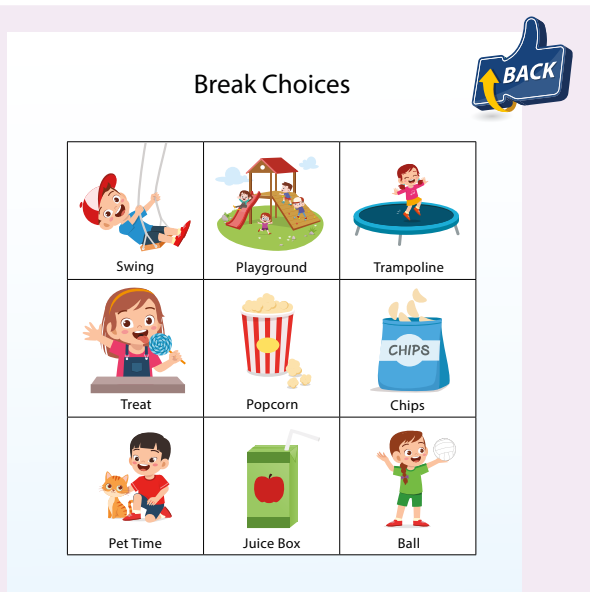 BACK
Break Choices
Swing
Playground
Trampoline
CHIPS
Treat
Popcorn
Chips
Pet Time
Juice Box
Ball